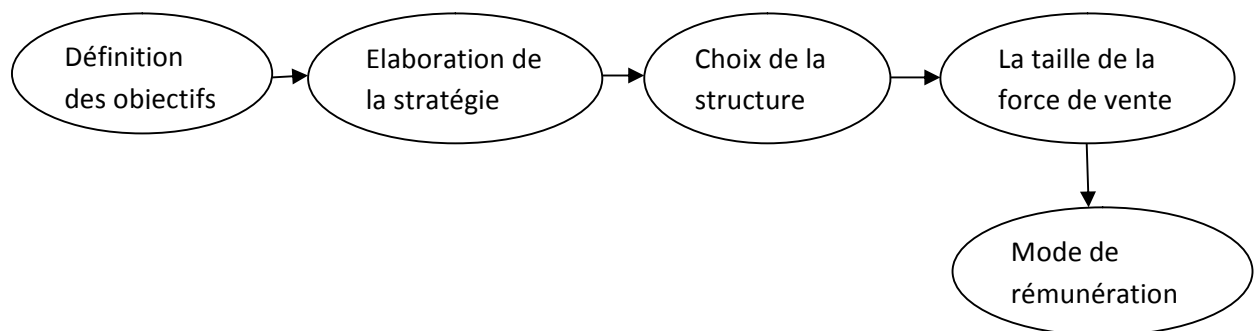 Définition
des objectifs
Elaboration de
la stratégie
Choix de la
structure
La taille de la
force de vente
Mode de
rémunération